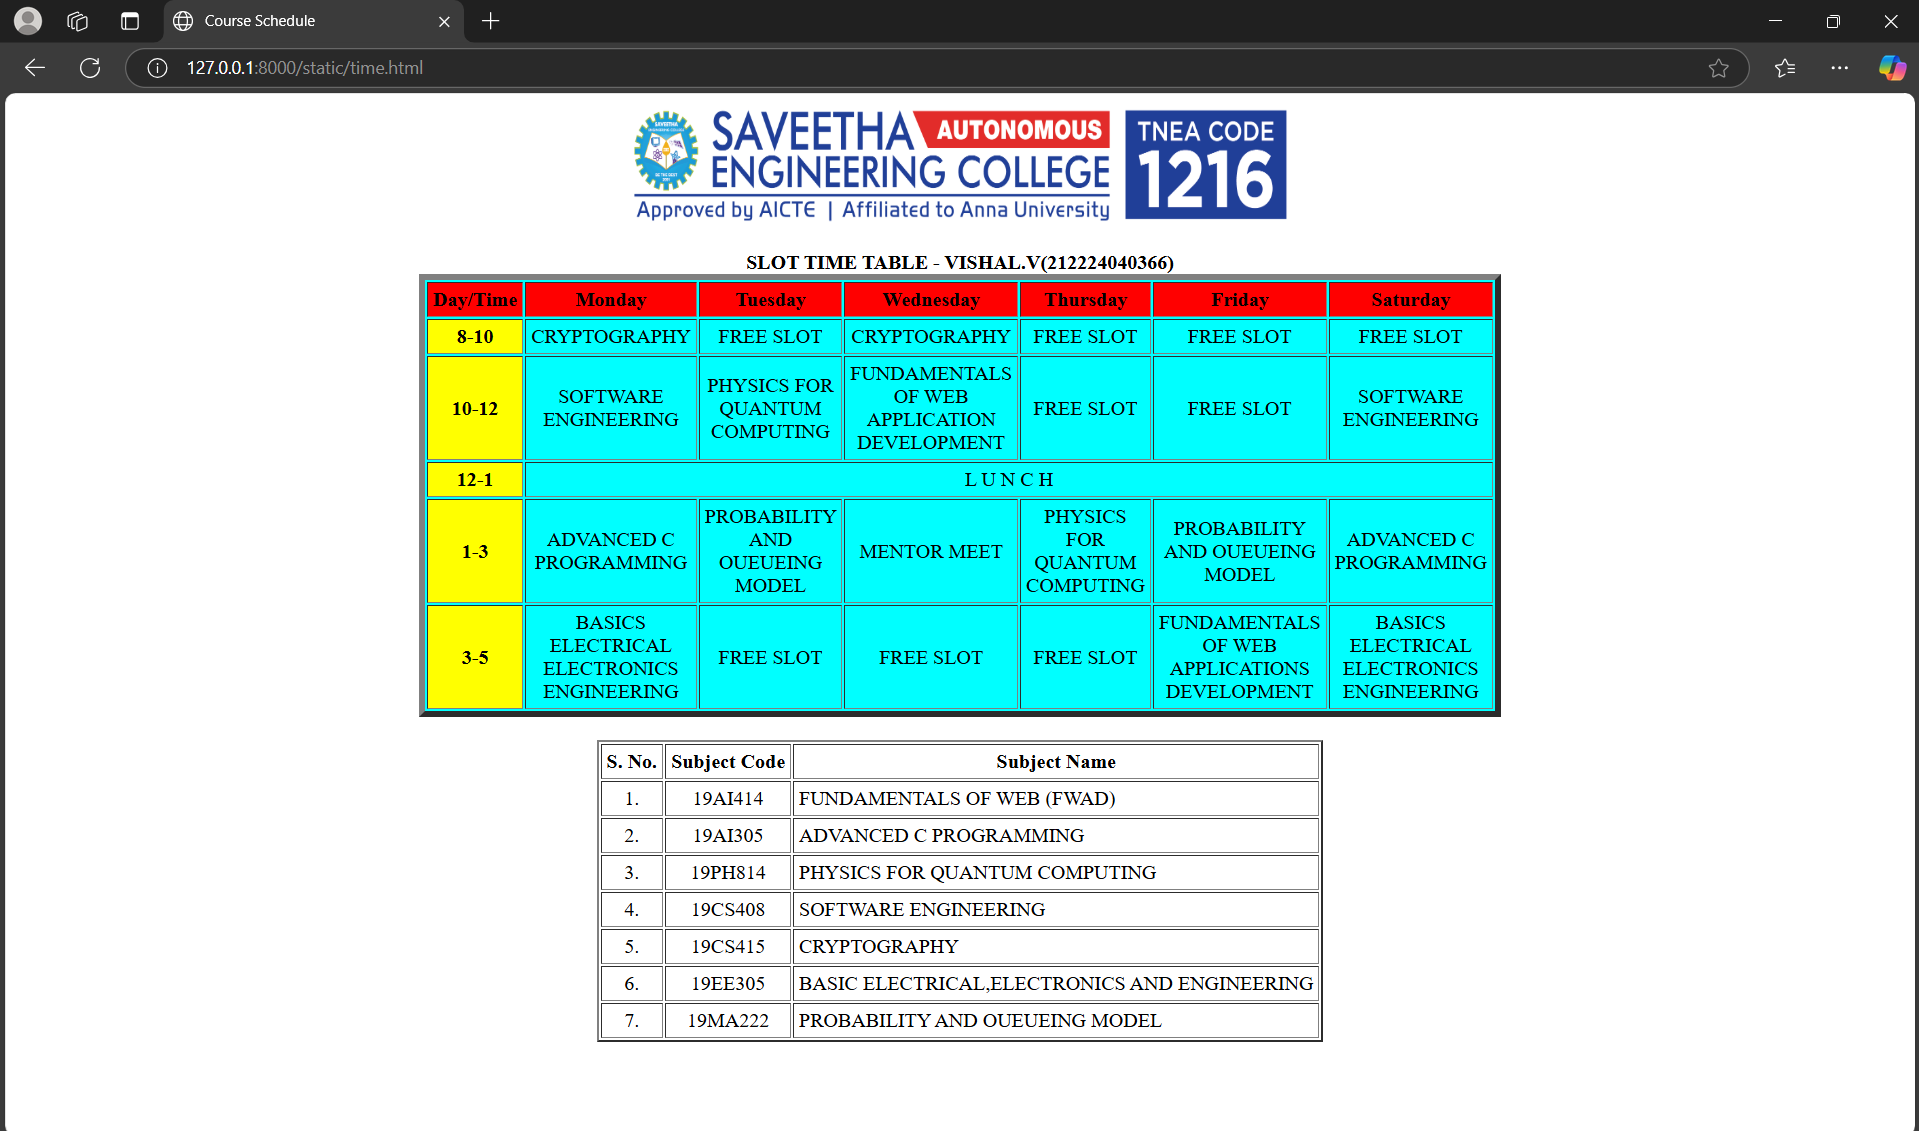 Course Schedule
127.0.0.1:8000/static/time.html
SAVEETHA AUTONOMOUS
ENGINEERING COLLEGE
Approved by AICTE | Affiliated to Anna University
TNEA CODE
1216
SLOT TIME TABLE - VISHAL.V(212224040366)
Day/Time Monday Tuesday Wednesday Thursday Friday Saturday
8-10 CRYPTOGRAPHY FREE SLOT CRYPTOGRAPHY FREE SLOT FREE SLOT FREE SLOT
10-12
SOFTWARE
ENGINEERING
PHYSICS FOR
QUANTUM
COMPUTING
FUNDAMENTALS
OF WEB
APPLICATION
DEVELOPMENT
FREE SLOT
FREE SLOT
SOFTWARE
ENGINEERING
12-1 L U N C H
1-3
ADVANCED C
PROGRAMMING
PROBABILITY
AND
OUEUEING
MODEL
MENTOR MEET
PHYSICS
FOR
QUANTUM
COMPUTING
PROBABILITY
AND OUEUEING
MODEL
ADVANCED C
PROGRAMMING
3-5
BASICS
ELECTRICAL
ELECTRONICS
ENGINEERING
FREE SLOT
FREE SLOT
FREE SLOT
FUNDAMENTALS
OF WEB
APPLICATIONS
DEVELOPMENT
BASICS
ELECTRICAL
ELECTRONICS
ENGINEERING
S. No. Subject Code Subject Name
1. 19AI414 FUNDAMENTALS OF WEB (FWAD)
2. 19AI305 ADVANCED C PROGRAMMING
3. 19PH814 PHYSICS FOR QUANTUM COMPUTING
4. 19CS408 SOFTWARE ENGINEERING
5. 19CS415 CRYPTOGRAPHY
6. 19EE305 BASIC ELECTRICAL,ELECTRONICS AND ENGINEERING
7. 19MA222 PROBABILITY AND OUEUEING MODEL